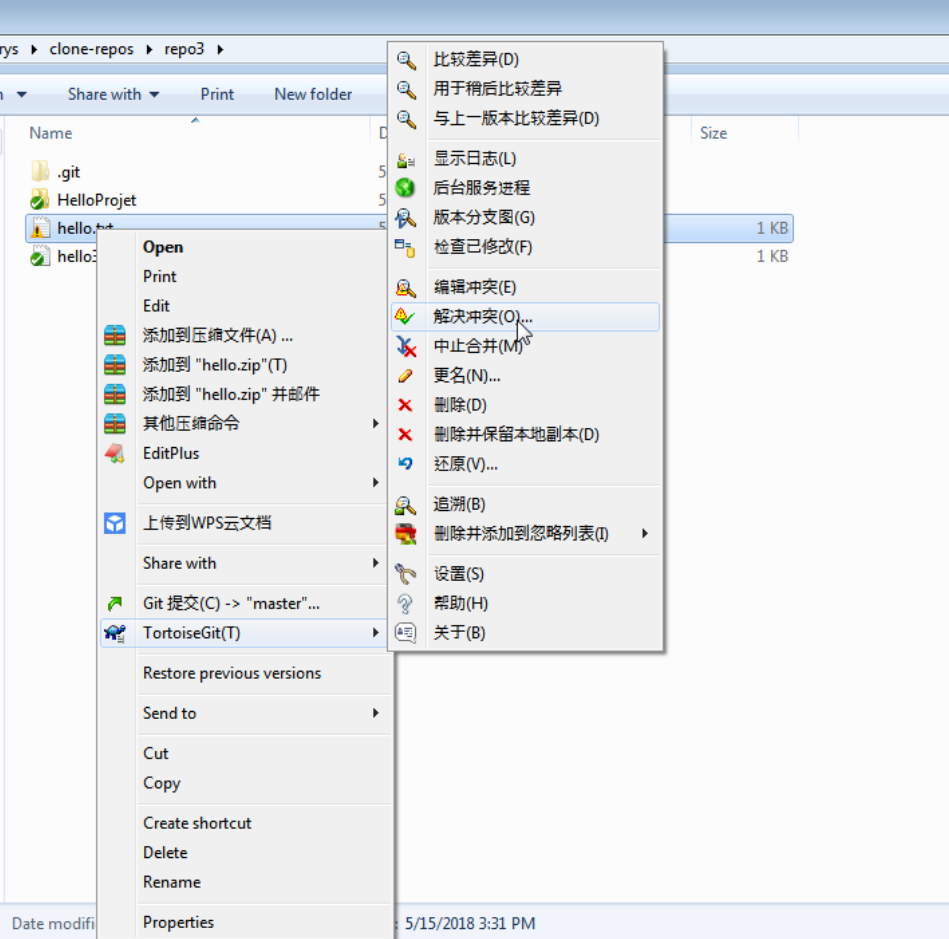 rys clone-repos repo3
Share with Print New folder
Name Size
.git 5
HelloProjet 5
hello.txt 5 1 KB
hello3 1 KB
Open
Print
Edit
添加到压缩文件(A) ...
添加到 "hello.zip"(T)
添加到 "hello.zip" 并邮件
其他压缩命令
EditPlus
Open with
上传到WPS云文档
Share with
Git 提交(C) -> "master"...
TortoiseGit(T)
Restore previous versions
Send to
Cut
Copy
Create shortcut
Delete
Rename
Properties
比较差异(D)
用于稍后比较差异
与上一版本比较差异(D)
显示日志(L)
后台服务进程
版本分支图(G)
检查已修改(F)
编辑冲突(E)
解决冲突(O)...
中止合并(M)
更名(N)...
删除(D)
删除并保留本地副本(D)
还原(V)...
追溯(B)
删除并添加到忽略列表(I)
设置(S)
帮助(H)
关于(B)
Date modifi : 5/15/2018 3:31 PM